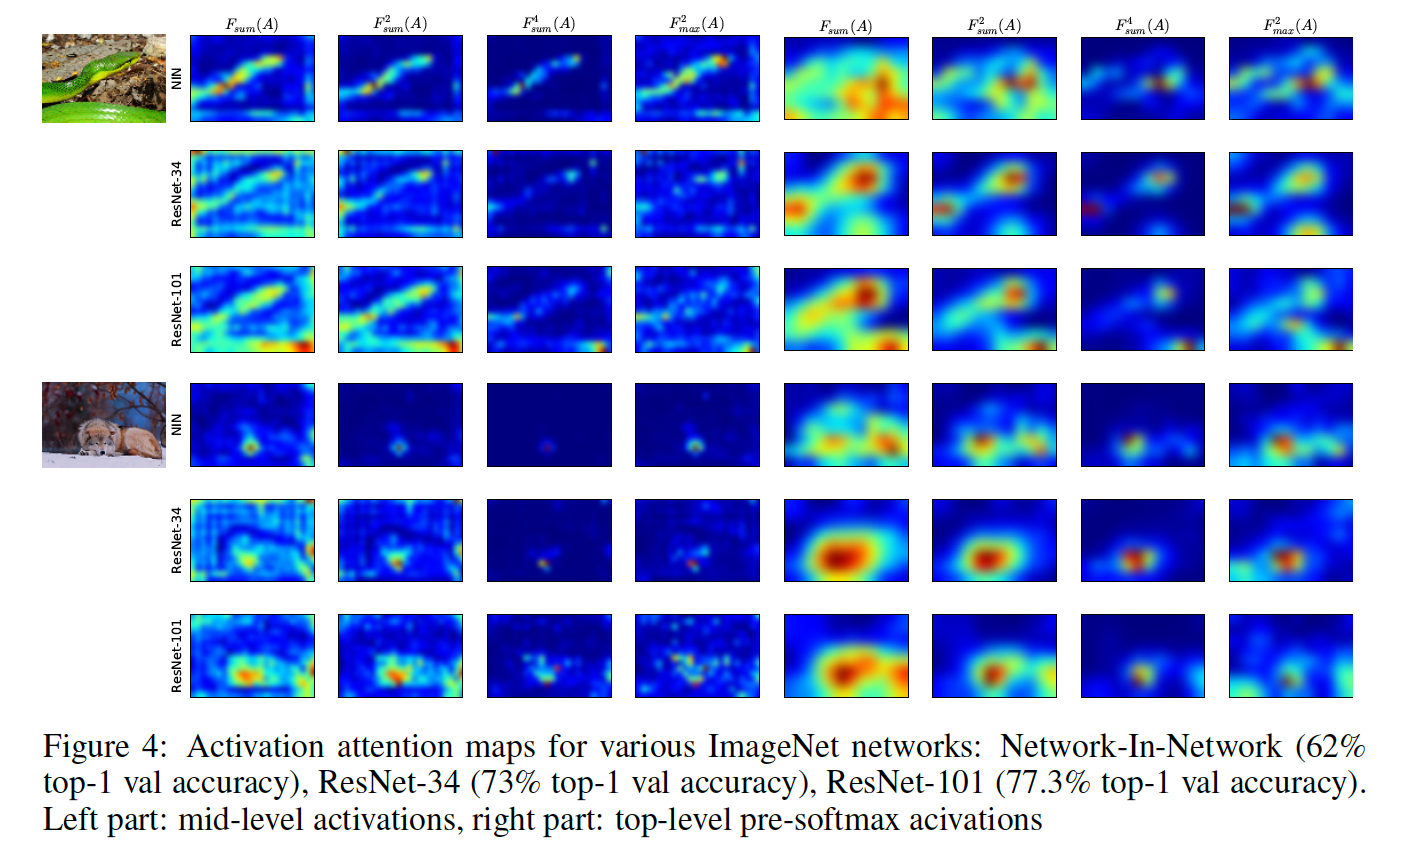 F_sum(A) F^2_sum(A) F^4_sum(A) F^2_max(A) F_sum(A) F^2_sum(A) F^4_sum(A) F^2_max(A)
NIN
ResNet-34
ResNet-101
NIN
ResNet-34
ResNet-101
Figure 4: Activation attention maps for various ImageNet networks: Network-In-Network (62%
top-1 val accuracy), ResNet-34 (73% top-1 val accuracy), ResNet-101 (77.3% top-1 val accuracy).
Left part: mid-level activations, right part: top-level pre-softmax acivations